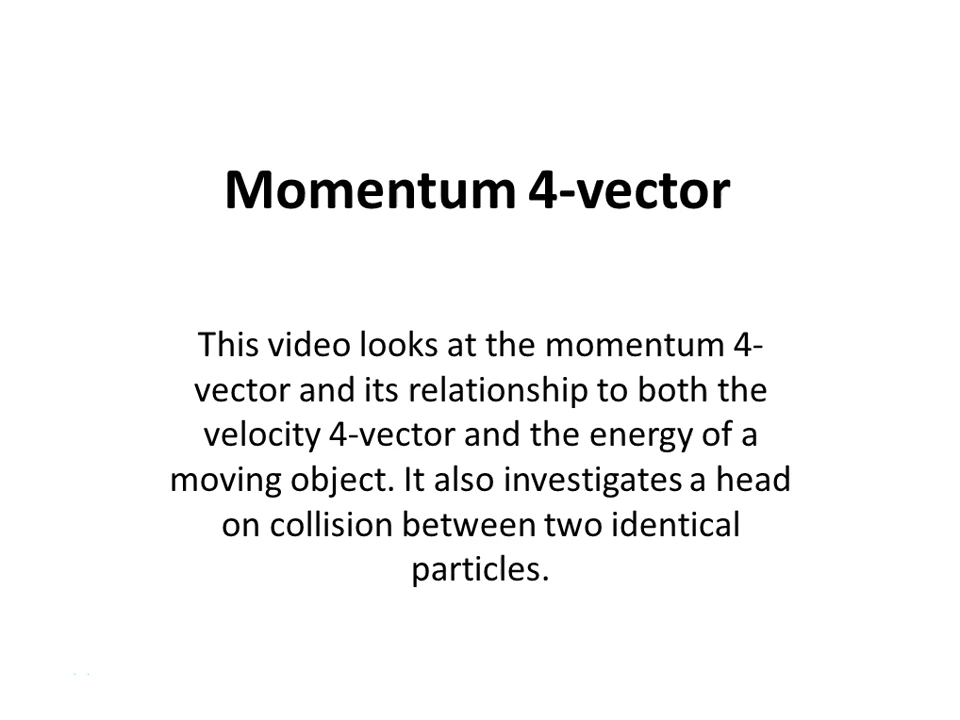 Momentum 4-vector
This video looks at the momentum 4-
vector and its relationship to both the
velocity 4-vector and the energy of a
moving object. It also investigates a head
on collision between two identical
particles.